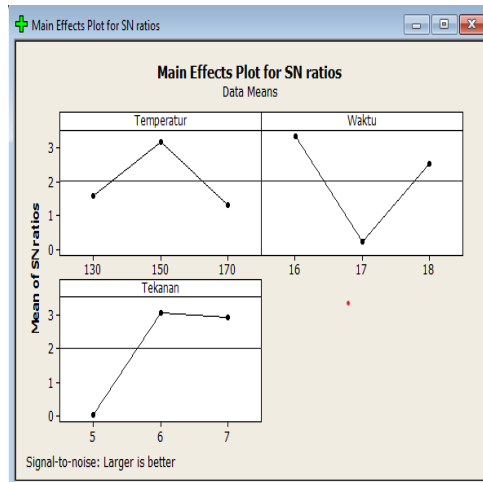 Main Effects Plot for SN ratios
Main Effects Plot for SN ratios
Data Means
Temperatur Waktu
3
2
1
0
130 150 170 16 17 18
Mean of SN ratios
Tekanan
3
2
1
0
5 6 7
Signal-to-noise: Larger is better